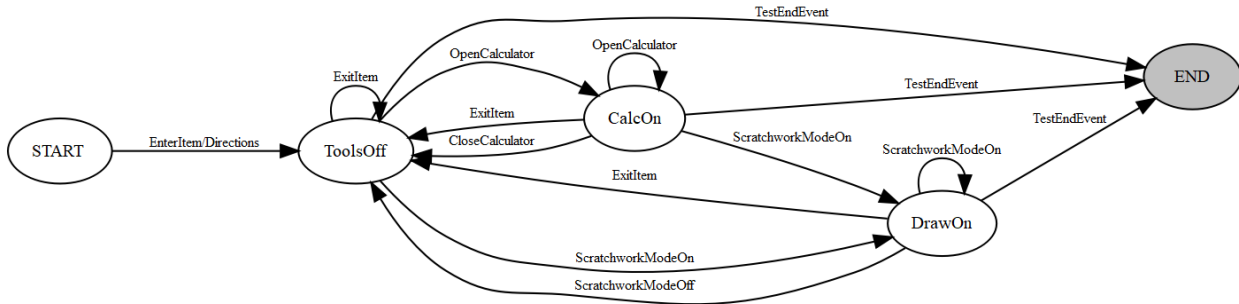 TestEndEvent
OpenCalculator
OpenCalculator
ExitItem
END
TestEndEvent
ExitItem
CalcOn
EnterItem/Directions
CloseCalculator
ScratchworkModeOn
TestEndEvent
START
ToolsOff
ScratchworkModeOn
ExitItem
DrawOn
ScratchworkModeOn
ScratchworkModeOff